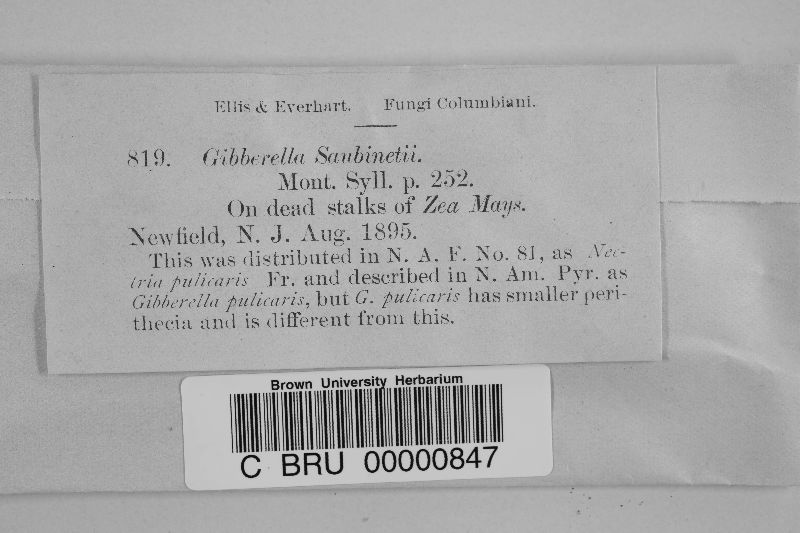 Ellis & Everhart. Fungi Columbiani.
819. Gibberella Saubinetii.
Mont. Syll. p. 252.
On dead stalks of Zea Mays.
Newfield, N. J. Aug. 1895.
This was distributed in N. A. F. No. 81, as Nec-
tria pulicaris Fr. and described in N. Am. Pyr. as
Gibberella pulicaris, but G. pulicaris has smaller peri-
thecia and is different from this.
Brown University Herbarium
C BRU 00000847